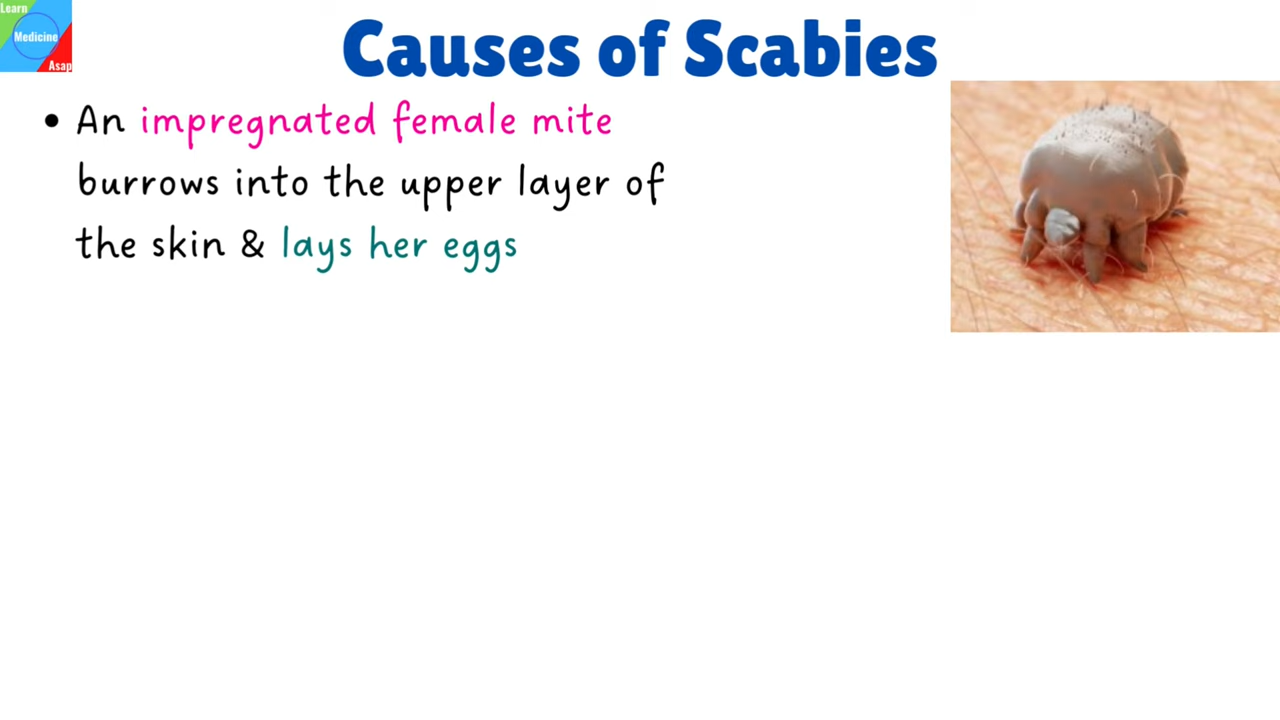 Learn
Medicine
Asap
Causes of Scabies
• An impregnated female mite
burrows into the upper layer of
the skin & lays her eggs